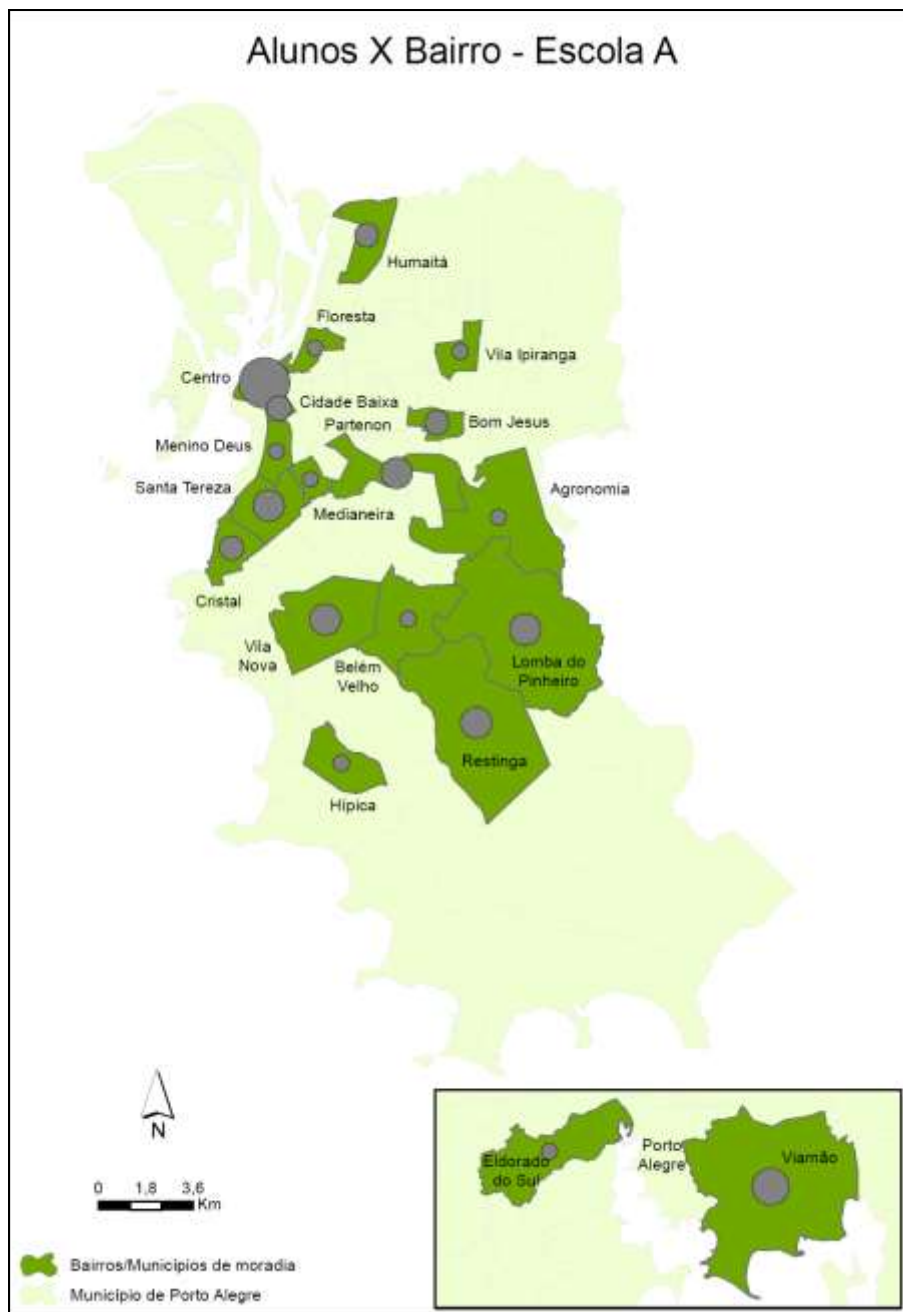 Alunos X Bairro - Escola A
Humaitá
Floresta
Vila Ipiranga
Centro
Cidade Baixa
Partenon
Bom Jesus
Menino Deus
Agronomia
Santa Tereza
Medianeira
Cristal
Vila
Nova
Belém
Velho
Lomba do
Pinheiro
Restinga
Hípica
N
0 1,8 3,6
Km
Eldorado
do Sul
Porto
Alegre
Viamão
Bairros/Municípios de moradia
Município de Porto Alegre